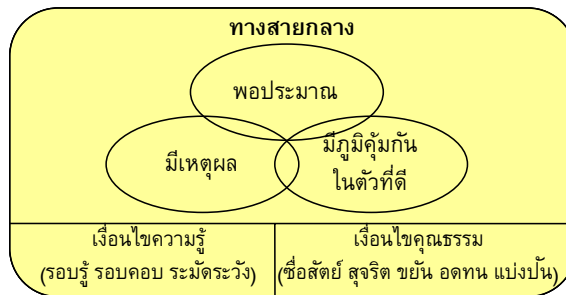 ทางสายกลาง
พอประมาณ
มีเหตุผล
มีภูมิคุ้มกัน
ในตัวที่ดี
เงื่อนไขความรู้
(รอบรู้ รอบคอบ ระมัดระวัง)
เงื่อนไขคุณธรรม
(ซื่อสัตย์ สุจริต ขยัน อดทน แบ่งปัน)